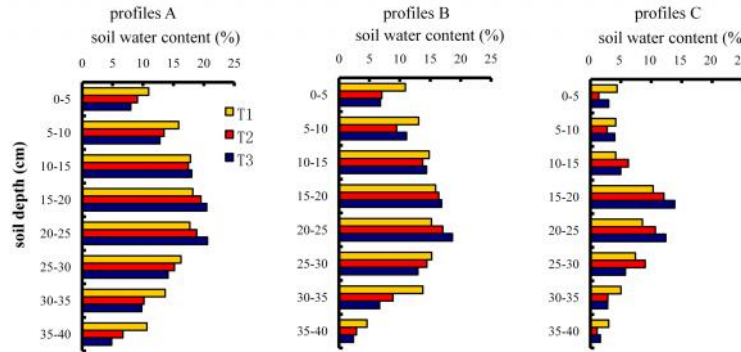 profiles A
soil water content (%)
0 5 10 15 20 25
soil depth (cm)
0-5
5-10
10-15
15-20
20-25
25-30
30-35
35-40
T1
T2
T3
profiles B
soil water content (%)
0 5 10 15 20 25
0-5
5-10
10-15
15-20
20-25
25-30
30-35
35-40
profiles C
soil water content (%)
0 5 10 15 20 25
0-5
5-10
10-15
15-20
20-25
25-30
30-35
35-40